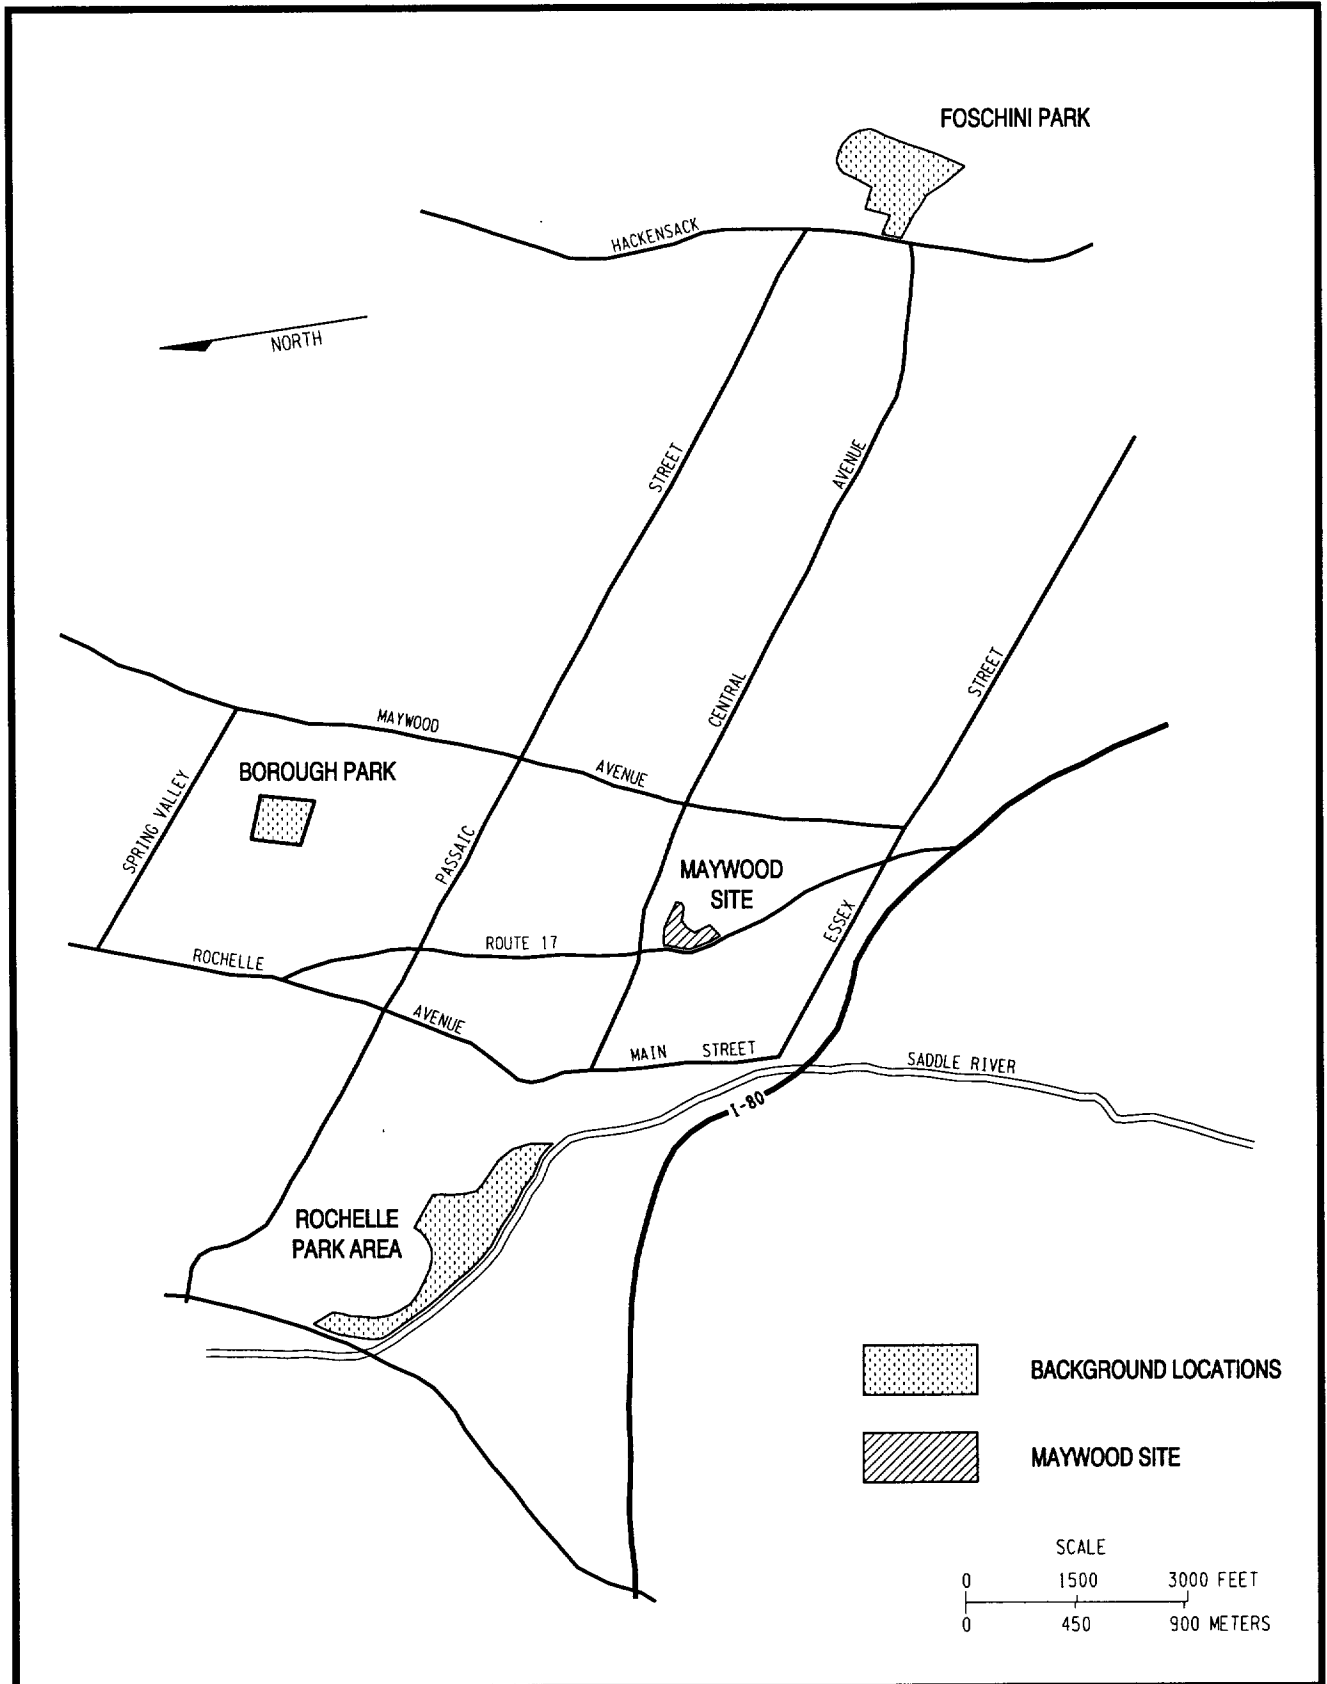 FOSCHINI PARK
HACKENSACK
NORTH
STREET
AVENUE
STREET
CENTRAL
MAYWOOD
AVENUE
BOROUGH PARK
SPRING VALLEY
PASSAIC
MAYWOOD
SITE
ESSEX
ROUTE 17
ROCHELLE
AVENUE
MAIN STREET
SADDLE RIVER
I-80
ROCHELLE
PARK AREA
BACKGROUND LOCATIONS
MAYWOOD SITE
SCALE
0 1500 3000 FEET
0 450 900 METERS